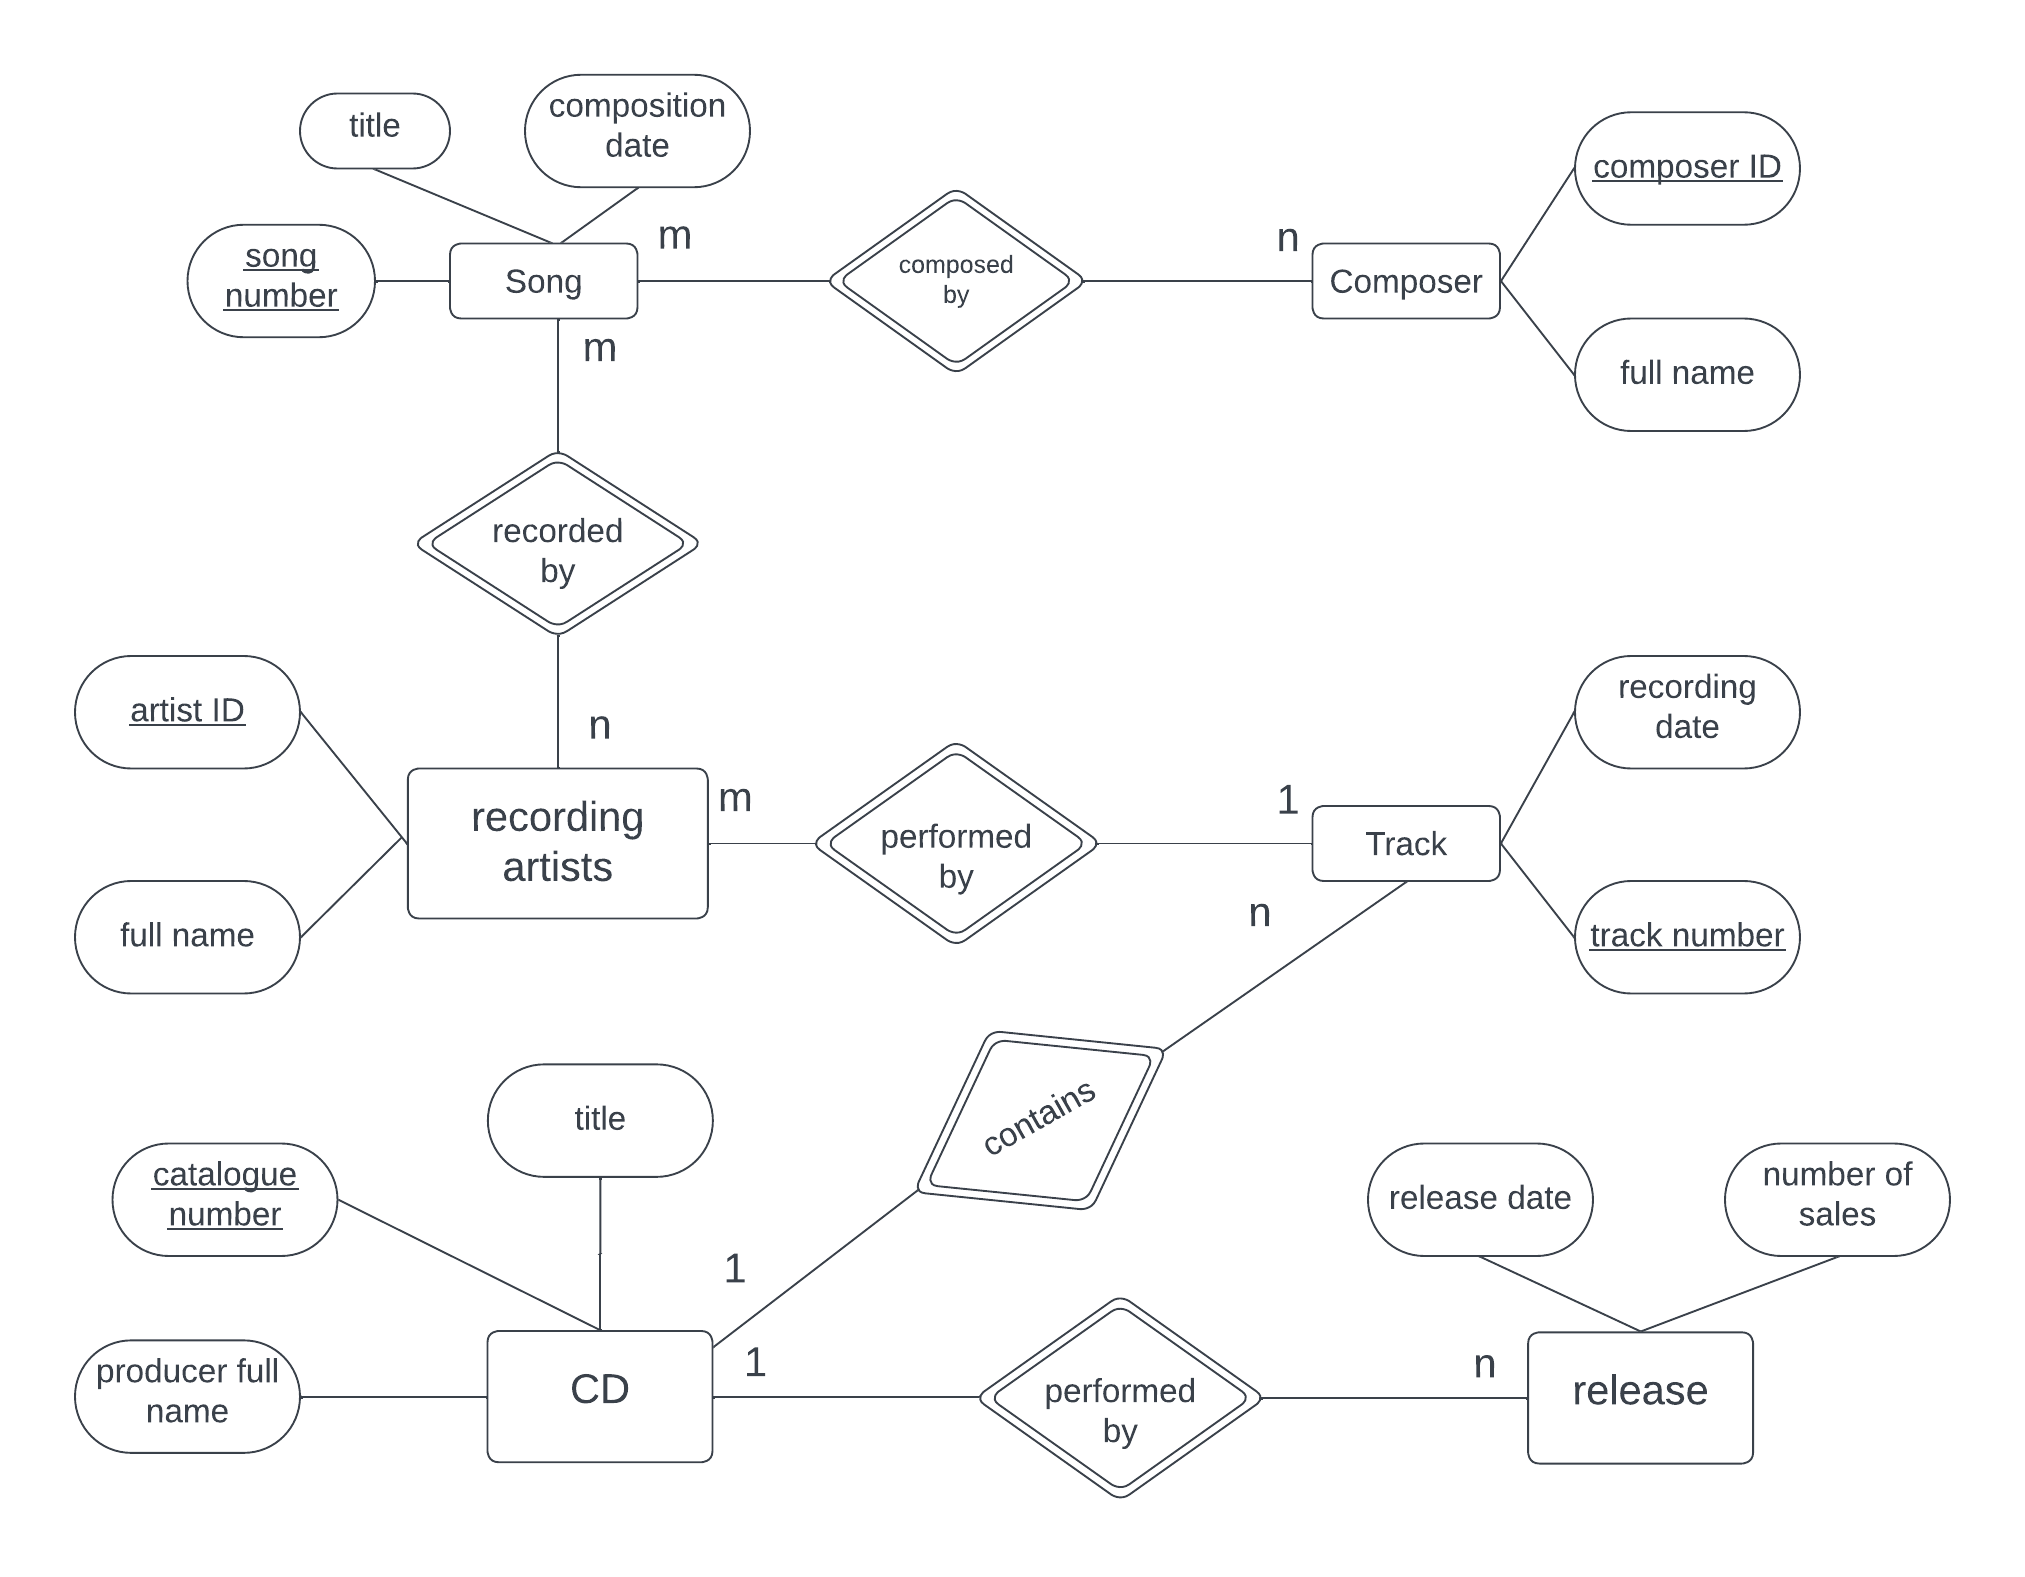 title
composition
date
composer ID
song
number
m
n
Song
composed
by
Composer
m
full name
recorded
by
artist ID
n
recording
date
recording
artists
m
performed
by
1
Track
full name
n
track number
title
contains
catalogue
number
release date
number of
sales
1
producer full
name
CD
1
performed
by
n
release